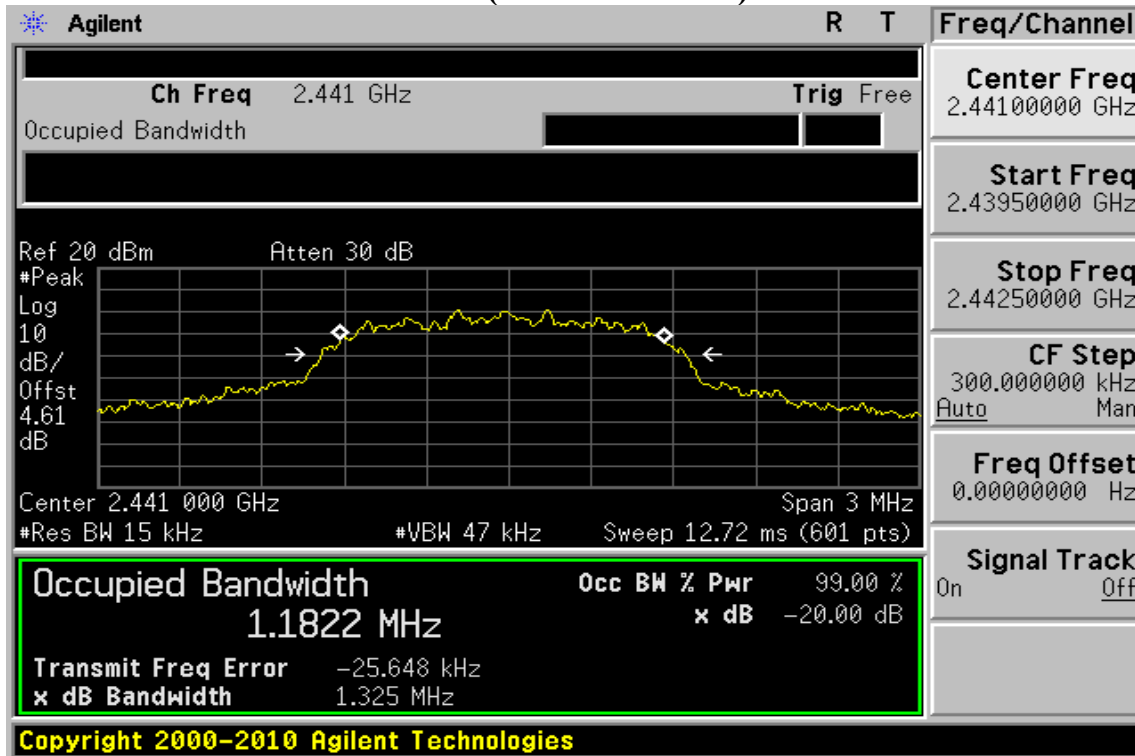 Agilent R T
Freq/Channel
Ch Freq 2.441 GHz Trig Free
Occupied Bandwidth
Center Freq
2.44100000 GHz
Start Freq
2.43950000 GHz
Stop Freq
2.44250000 GHz
CF Step
300.000000 kHz
Auto Man
Freq Offset
0.00000000 Hz
Signal Track
On Off
Ref 20 dBm Atten 30 dB
#Peak
Log
10
dB/
Offst
4.61
dB
Center 2.441 000 GHz Span 3 MHz
#Res BW 15 kHz #VBW 47 kHz Sweep 12.72 ms (601 pts)
Occupied Bandwidth Occ BW % Pwr 99.00 %
1.1822 MHz x dB -20.00 dB
Transmit Freq Error -25.648 kHz
x dB Bandwidth 1.325 MHz
Copyright 2000-2010 Agilent Technologies